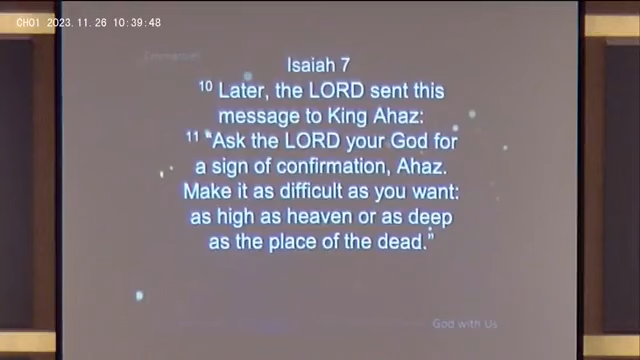 CH01 2023.11.26 10:39:48
Emmanuel
Isaiah 7
10 Later, the LORD sent this
message to King Ahaz:
11 “Ask the LORD your God for
a sign of confirmation, Ahaz.
Make it as difficult as you want:
as high as heaven or as deep
as the place of the dead.”
God with Us